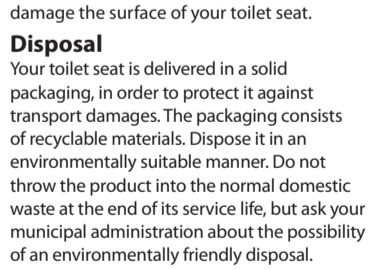 damage the surface of your toilet seat.
Disposal
Your toilet seat is delivered in a solid
packaging, in order to protect it against
transport damages. The packaging consists
of recyclable materials. Dispose it in an
environmentally suitable manner. Do not
throw the product into the normal domestic
waste at the end of its service life, but ask your
municipal administration about the possibility
of an environmentally friendly disposal.